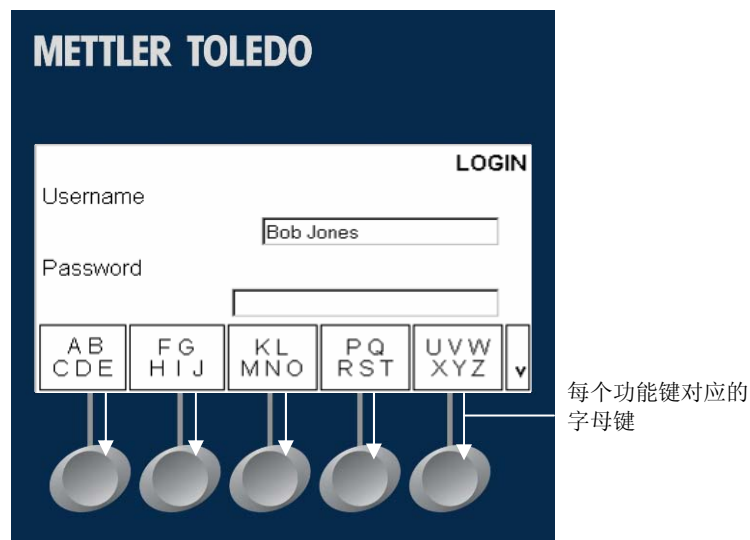 METTLER TOLEDO
LOGIN
Username
Bob Jones
Password
A B
C D E
F G
H I J
K L
M N O
P Q
R S T
U V W
X Y Z
v
每个功能键对应的
字母键